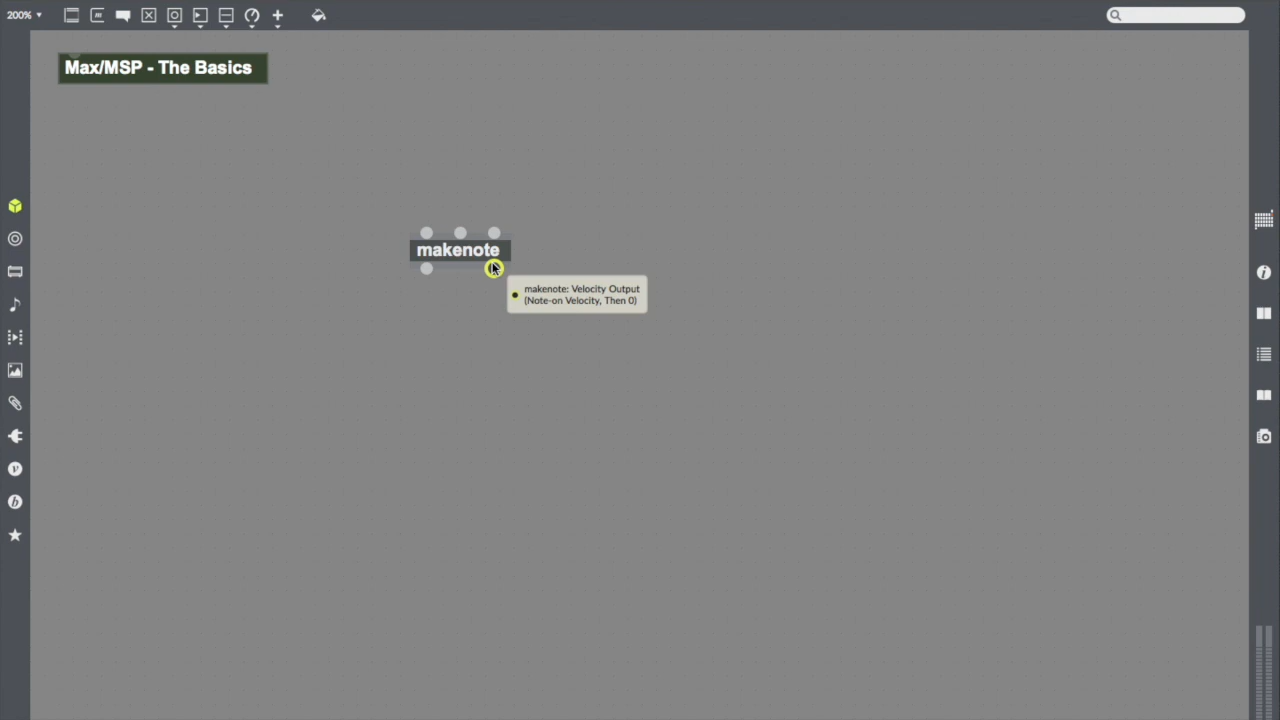 200%
Max/MSP - The Basics
makenote
makenote: Velocity Output
(Note-on Velocity, Then 0)